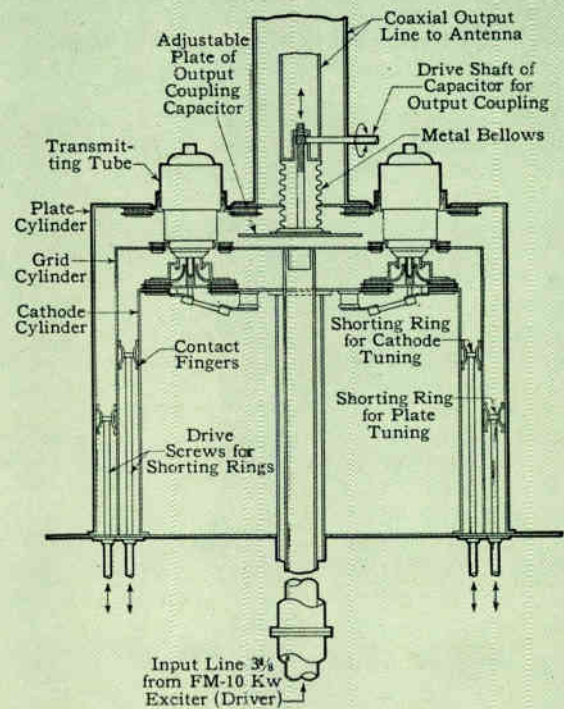 Adjustable
Plate of
Output
Coupling
Capacitor
Coaxial Output
Line to Antenna
Drive Shaft of
Capacitor for
Output Coupling
Metal Bellows
Transmit-
ting Tube
Plate
Cylinder
Grid
Cylinder
Cathode
Cylinder
Contact
Fingers
Drive
Screws for
Shorting Rings
Shorting Ring
for Cathode
Tuning
Shorting Ring
for Plate
Tuning
Input Line 3⅛
from FM-10 Kw
Exciter (Driver)